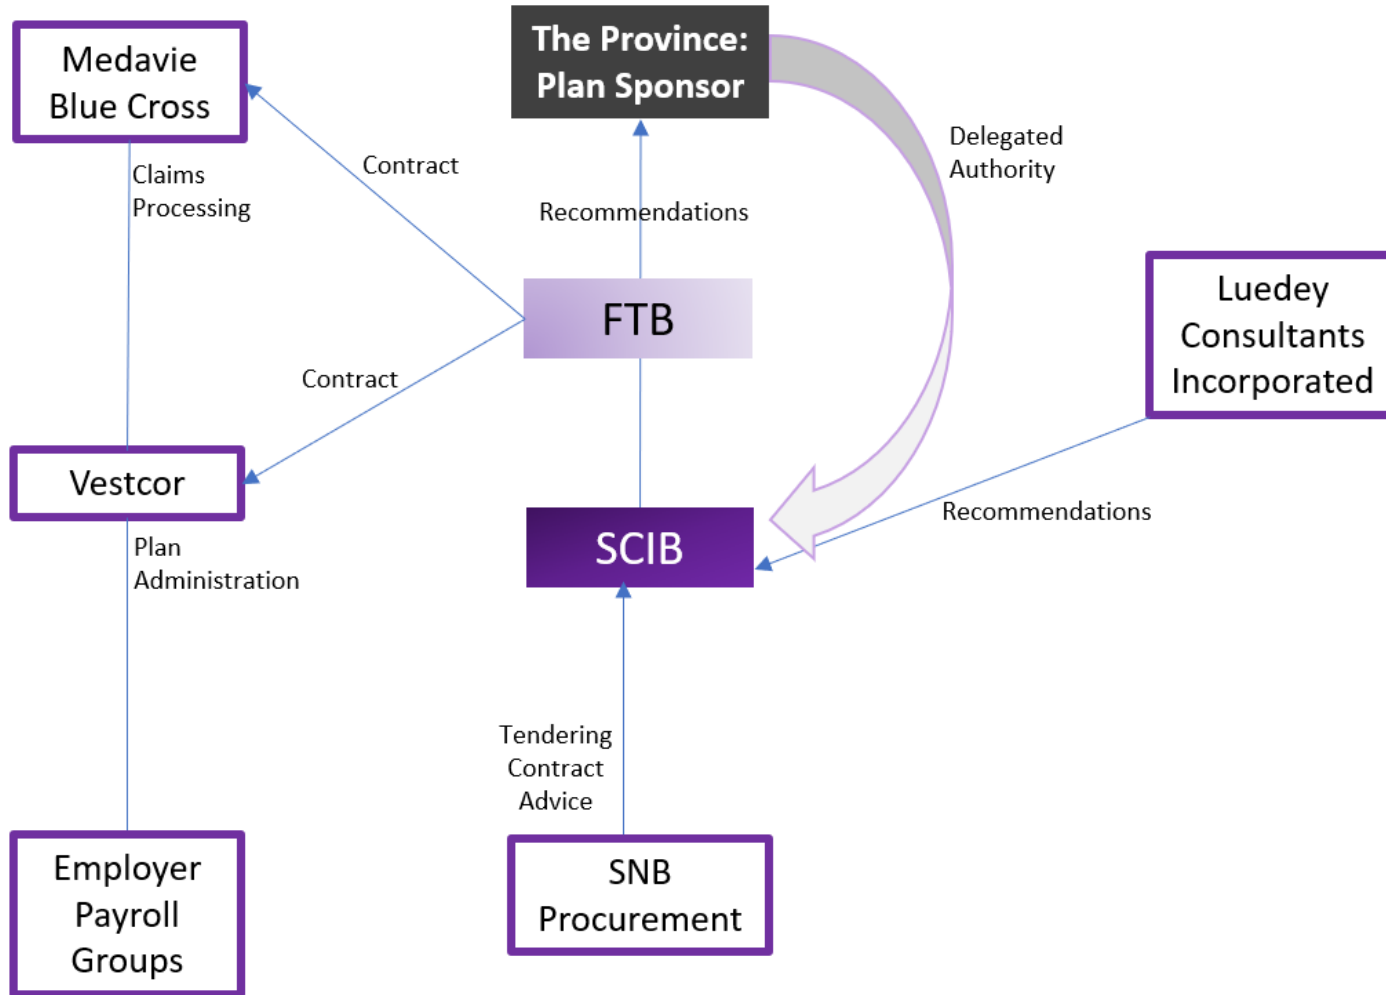 Medavie
Blue Cross
The Province:
Plan Sponsor
Delegated
Authority
Claims
Processing
Contract
Recommendations
Luedey
Consultants
Incorporated
FTB
Contract
Vestcor
Recommendations
Plan
Administration
SCIB
Tendering
Contract
Advice
Employer
Payroll
Groups
SNB
Procurement